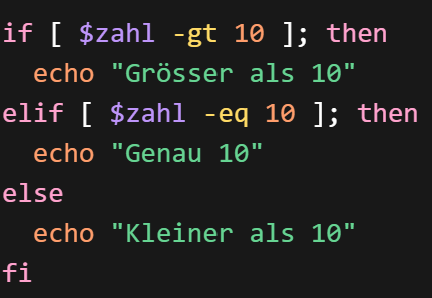 if [ $zahl -gt 10 ]; then
  echo "Grösser als 10"
elif [ $zahl -eq 10 ]; then
  echo "Genau 10"
else
  echo "Kleiner als 10"
fi